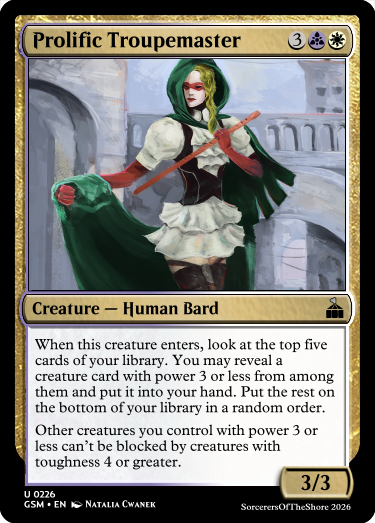 Prolific Troupemaster 3
Creature — Human Bard
When this creature enters, look at the top five
cards of your library. You may reveal a
creature card with power 3 or less from among
them and put it into your hand. Put the rest on
the bottom of your library in a random order.
Other creatures you control with power 3 or
less can't be blocked by creatures with
toughness 4 or greater.
3/3
U 0226
GSM • EN Natalia Cwanek
SorcerersOfTheShore 2026